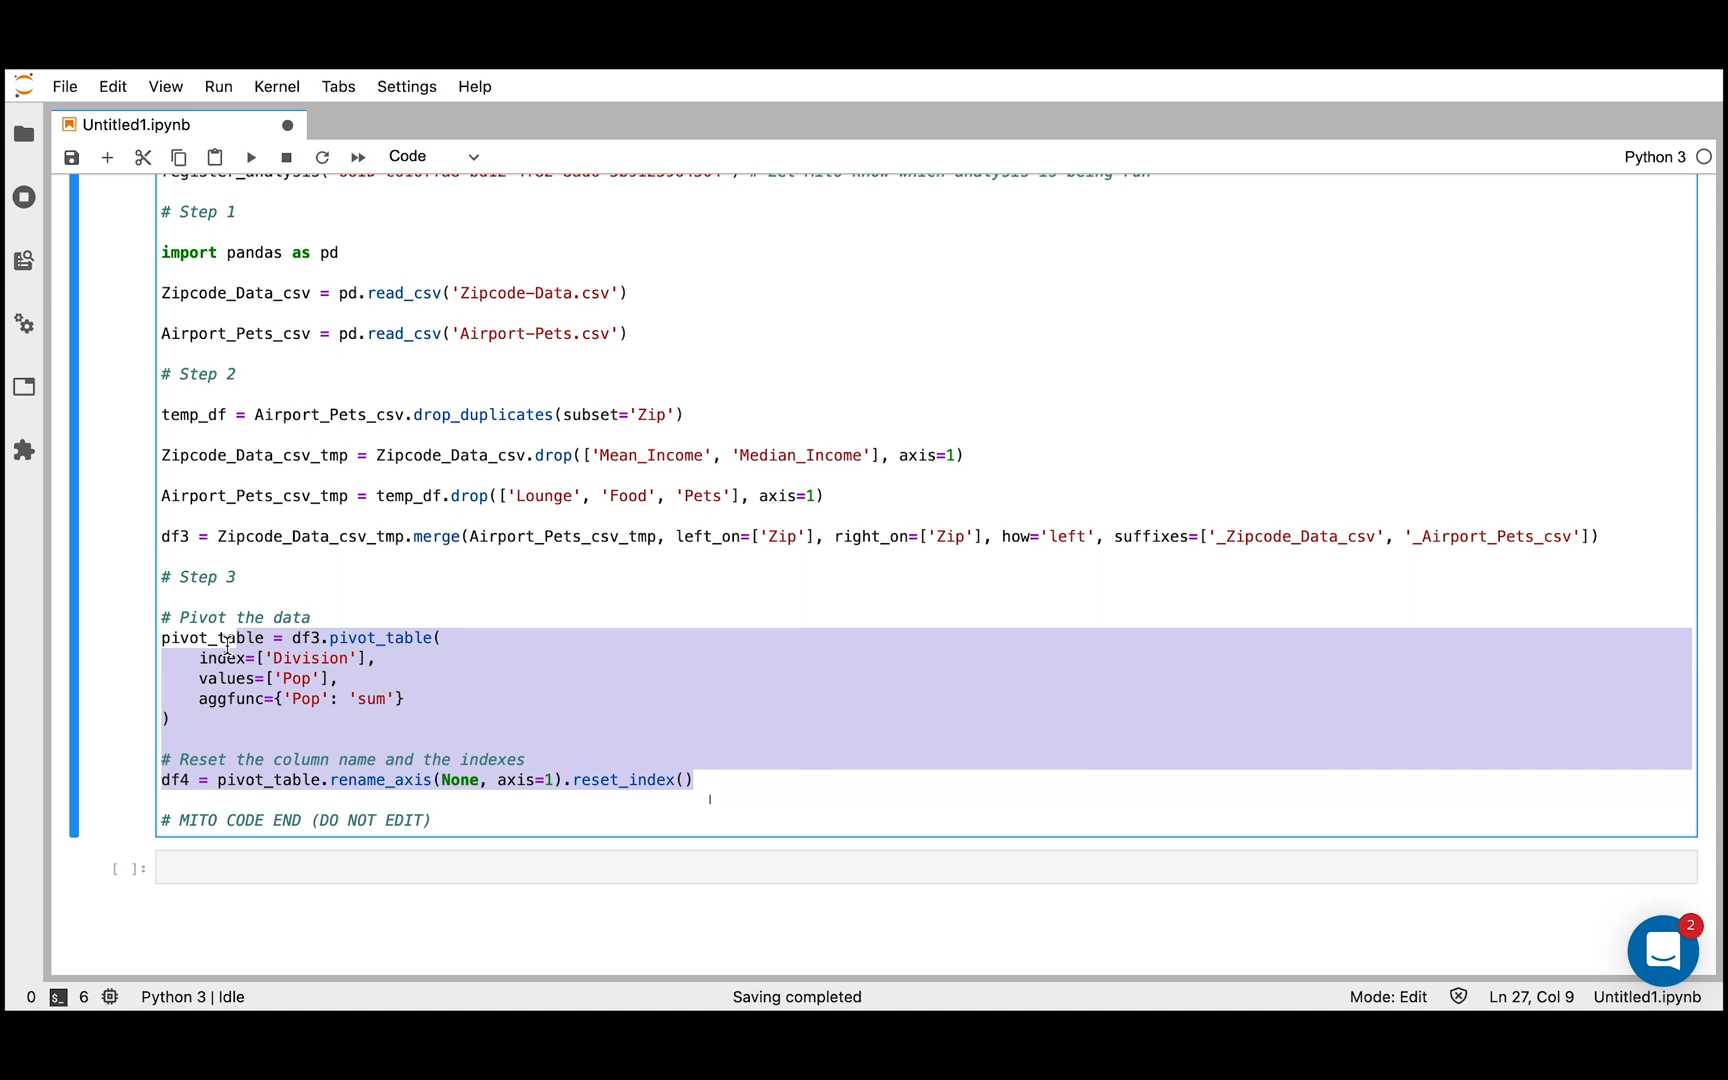 File Edit View Run Kernel Tabs Settings Help
Untitled1.ipynb
Code
Python 3
# Step 1
import pandas as pd
Zipcode_Data_csv = pd.read_csv('Zipcode-Data.csv')
Airport_Pets_csv = pd.read_csv('Airport-Pets.csv')
# Step 2
temp_df = Airport_Pets_csv.drop_duplicates(subset='Zip')
Zipcode_Data_csv_tmp = Zipcode_Data_csv.drop(['Mean_Income', 'Median_Income'], axis=1)
Airport_Pets_csv_tmp = temp_df.drop(['Lounge', 'Food', 'Pets'], axis=1)
df3 = Zipcode_Data_csv_tmp.merge(Airport_Pets_csv_tmp, left_on=['Zip'], right_on=['Zip'], how='left', suffixes=['_Zipcode_Data_csv', '_Airport_Pets_csv'])
# Step 3
# Pivot the data
pivot_table = df3.pivot_table(
    index=['Division'],
    values=['Pop'],
    aggfunc={'Pop': 'sum'}
)
# Reset the column name and the indexes
df4 = pivot_table.rename_axis(None, axis=1).reset_index()
# MITO CODE END (DO NOT EDIT)
[ ]:
2
0 $_ 6 Python 3 | Idle Saving completed Mode: Edit Ln 27, Col 9 Untitled1.ipynb